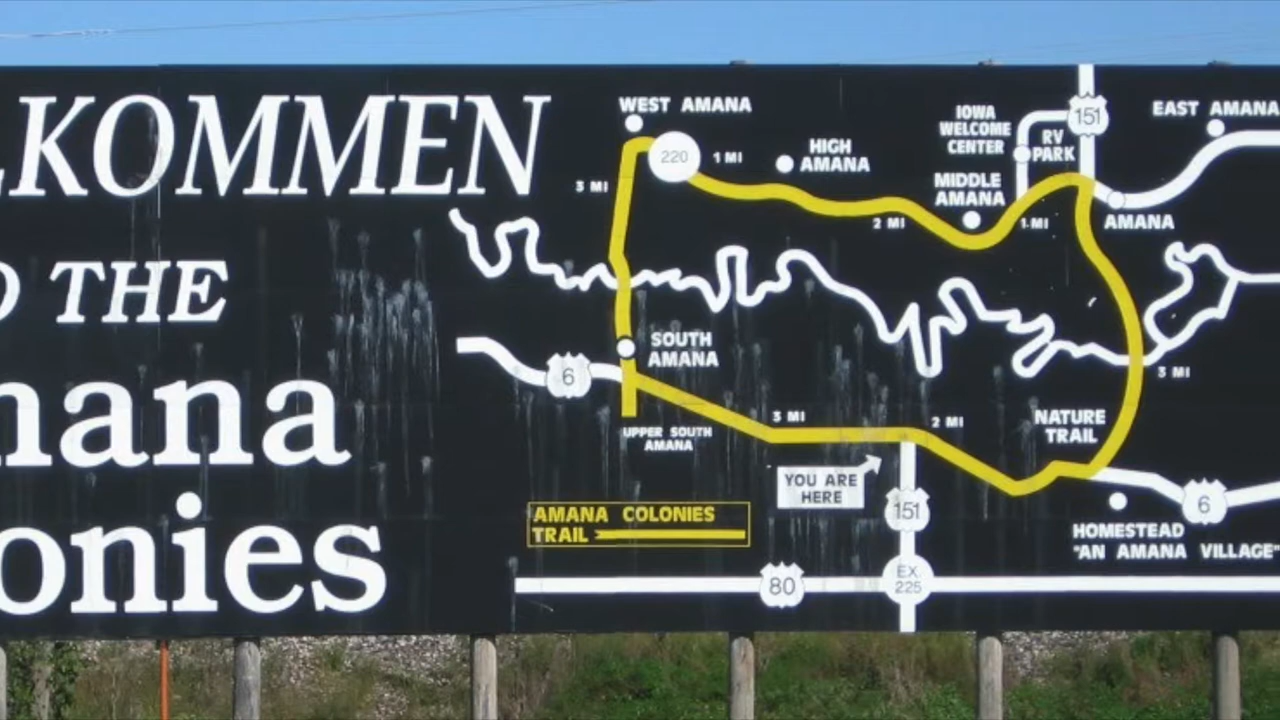 LKOMMEN
O THE
nana
onies
WEST AMANA
220
1 MI
3 MI
HIGH
AMANA
IOWA
WELCOME
CENTER
RV
PARK
151
EAST AMANA
MIDDLE
AMANA
2 MI
1 MI
AMANA
SOUTH
AMANA
6
3 MI
UPPER SOUTH
AMANA
3 MI
2 MI
NATURE
TRAIL
YOU ARE
HERE
151
6
HOMESTEAD
"AN AMANA VILLAGE"
AMANA COLONIES
TRAIL
80
EX.
225